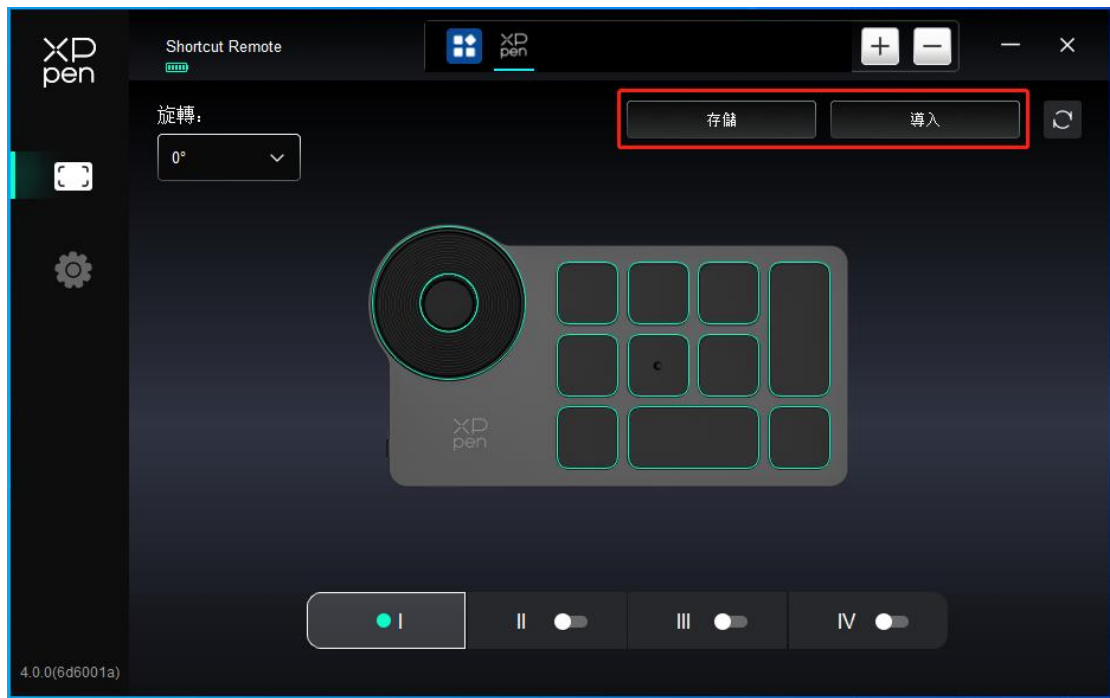 XP
pen
Shortcut Remote
XP
pen
旋轉：
0°
存儲
導入
XP
pen
I
II
III
IV
4.0.0(6d6001a)